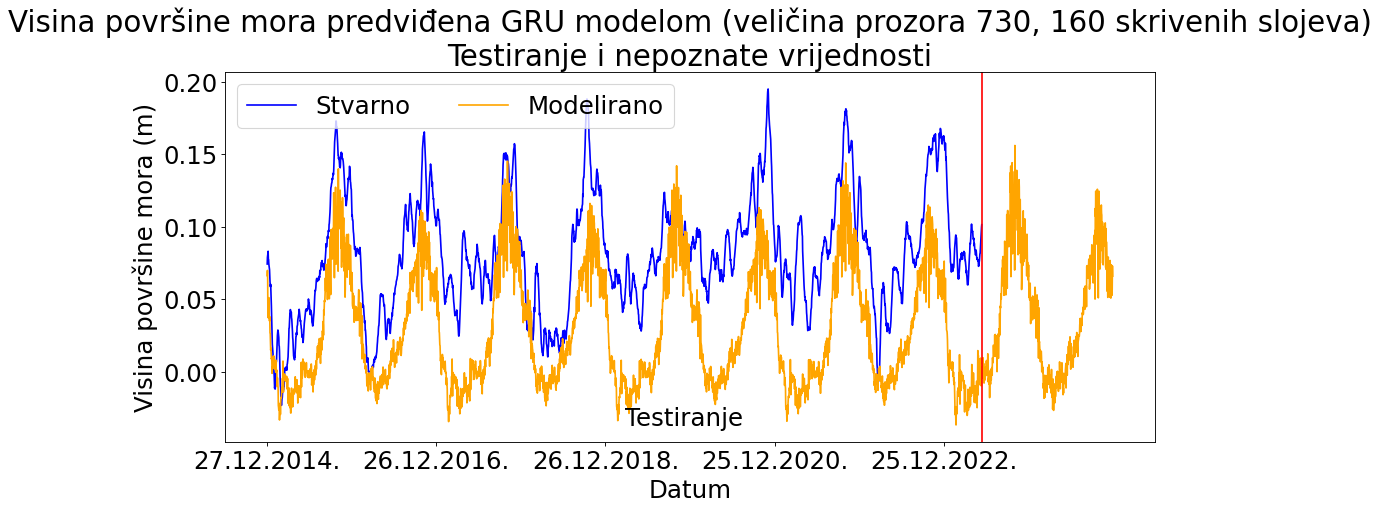 Visina površine mora predviđena GRU modelom (veličina prozora 730, 160 skrivenih slojeva)
Testiranje i nepoznate vrijednosti
Stvarno Modelirano
Visina površine mora (m)
0.20
0.15
0.10
0.05
0.00
Testiranje
27.12.2014. 26.12.2016. 26.12.2018. 25.12.2020. 25.12.2022.
Datum